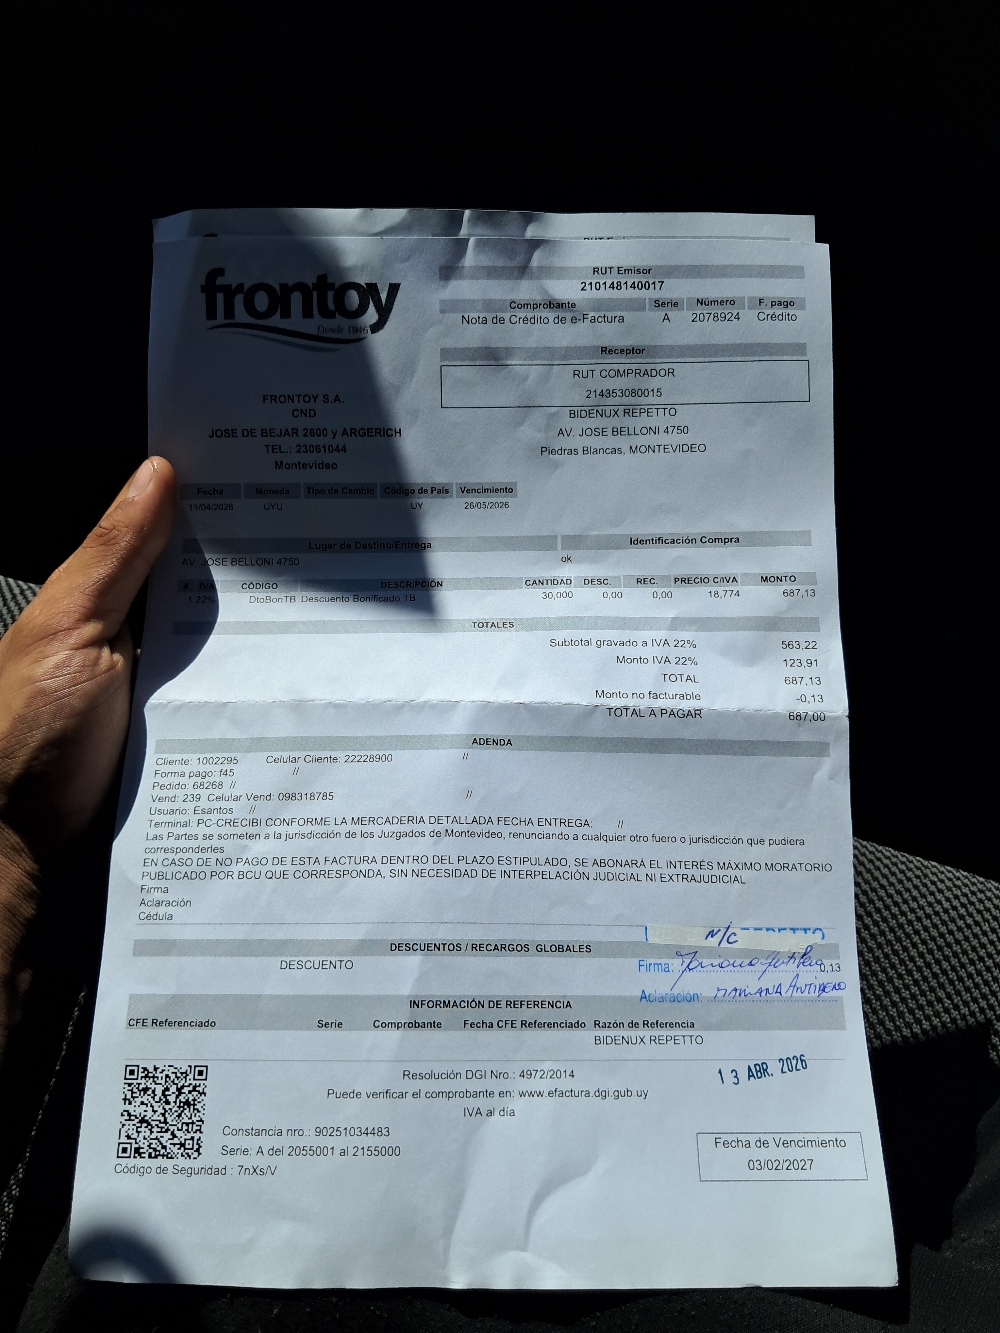 frontoy
Desde 1946
RUT Emisor
210148140017
Comprobante Serie Número F. pago
Nota de Crédito de e-Factura A 2078924 Crédito
Receptor
RUT COMPRADOR
214353080015
BIDENUX REPETTO
AV. JOSE BELLONI 4750
Piedras Blancas, MONTEVIDEO
FRONTOY S.A.
CND
JOSE DE BEJAR 2600 y ARGERICH
TEL.: 23061044
Montevideo
Fecha Moneda Tipo de Cambio Código de País Vencimiento
11/04/2026 UYU UY 26/05/2026
Lugar de Destino/Entrega Identificación Compra
AV. JOSE BELLONI 4750 ok
# IVA CÓDIGO DESCRIPCIÓN CANTIDAD DESC. REC. PRECIO C/IVA MONTO
1 22% DtoBonTB Descuento Bonificado TB 30,000 0,00 0,00 18,774 687,13
TOTALES
Subtotal gravado a IVA 22% 563,22
Monto IVA 22% 123,91
TOTAL 687,13
Monto no facturable -0,13
TOTAL A PAGAR 687,00
ADENDA
Cliente: 1002295 Celular Cliente: 22228900 //
Forma pago: f45 //
Pedido: 68268 //
Vend: 239 Celular Vend: 098318785 //
Usuario: Esantos //
Terminal: PC-CRECIBI CONFORME LA MERCADERIA DETALLADA FECHA ENTREGA: //
Las Partes se someten a la jurisdicción de los Juzgados de Montevideo, renunciando a cualquier otro fuero o jurisdicción que pudiera
corresponderles
EN CASO DE NO PAGO DE ESTA FACTURA DENTRO DEL PLAZO ESTIPULADO, SE ABONARÁ EL INTERÉS MÁXIMO MORATORIO
PUBLICADO POR BCU QUE CORRESPONDA, SIN NECESIDAD DE INTERPELACIÓN JUDICIAL NI EXTRAJUDICIAL
Firma
Aclaración
Cédula
N/C
DESCUENTOS / RECARGOS GLOBALES
DESCUENTO 0,13
Firma:
Aclaración: MARIANA
INFORMACIÓN DE REFERENCIA
CFE Referenciado Serie Comprobante Fecha CFE Referenciado Razón de Referencia
BIDENUX REPETTO
13 ABR. 2026
Resolución DGI Nro.: 4972/2014
Puede verificar el comprobante en: www.efactura.dgi.gub.uy
IVA al día
Constancia nro.: 90251034483
Serie: A del 2055001 al 2155000
Código de Seguridad : 7nXs/V
Fecha de Vencimiento
03/02/2027